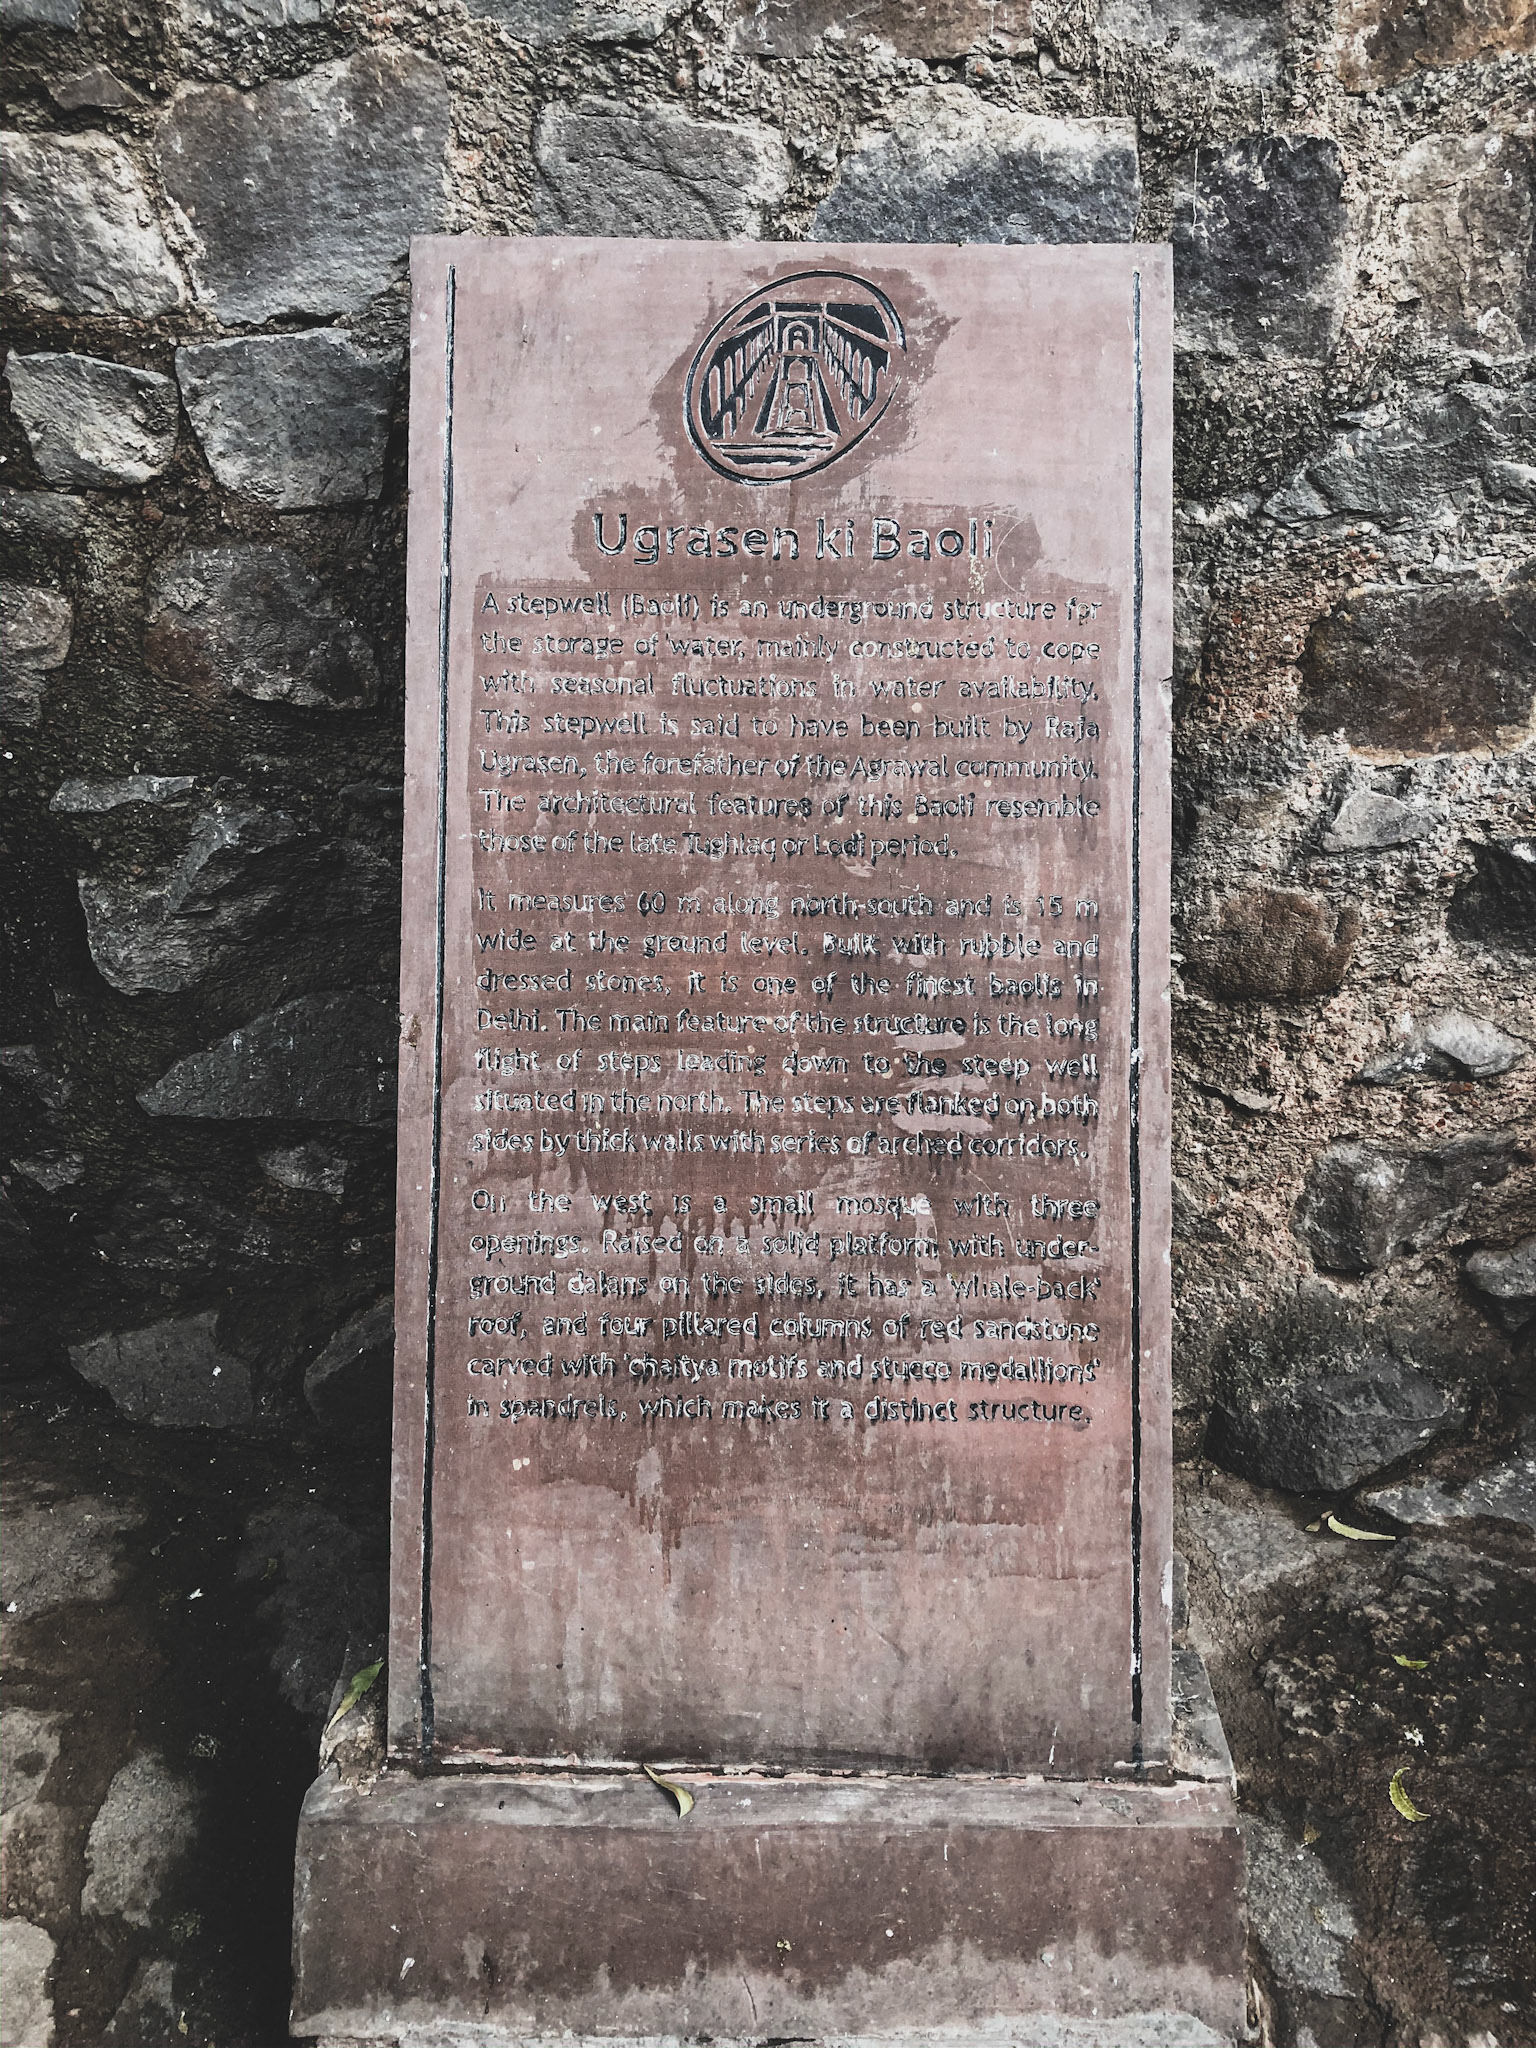 Ugrasen ki Baoli
A stepwell (Baoli) is an underground structure for
the storage of water, mainly constructed to cope
with seasonal fluctuations in water availability.
This stepwell is said to have been built by Raja
Ugrasen, the forefather of the Agrawal community.
The architectural features of this Baoli resemble
those of the late Tughlaq or Lodi period.
It measures 60 m along north-south and is 15 m
wide at the ground level. Built with rubble and
dressed stones, it is one of the finest baolis in
Delhi. The main feature of the structure is the long
flight of steps leading down to the steep well
situated in the north. The steps are flanked on both
sides by thick walls with series of arched corridors.
On the west is a small mosque with three
openings. Raised on a solid platform with under-
ground dalans on the sides, it has a 'whale-back'
roof, and four pillared columns of red sandstone
carved with 'chaitya motifs and stucco medallions'
in spandrels, which makes it a distinct structure.